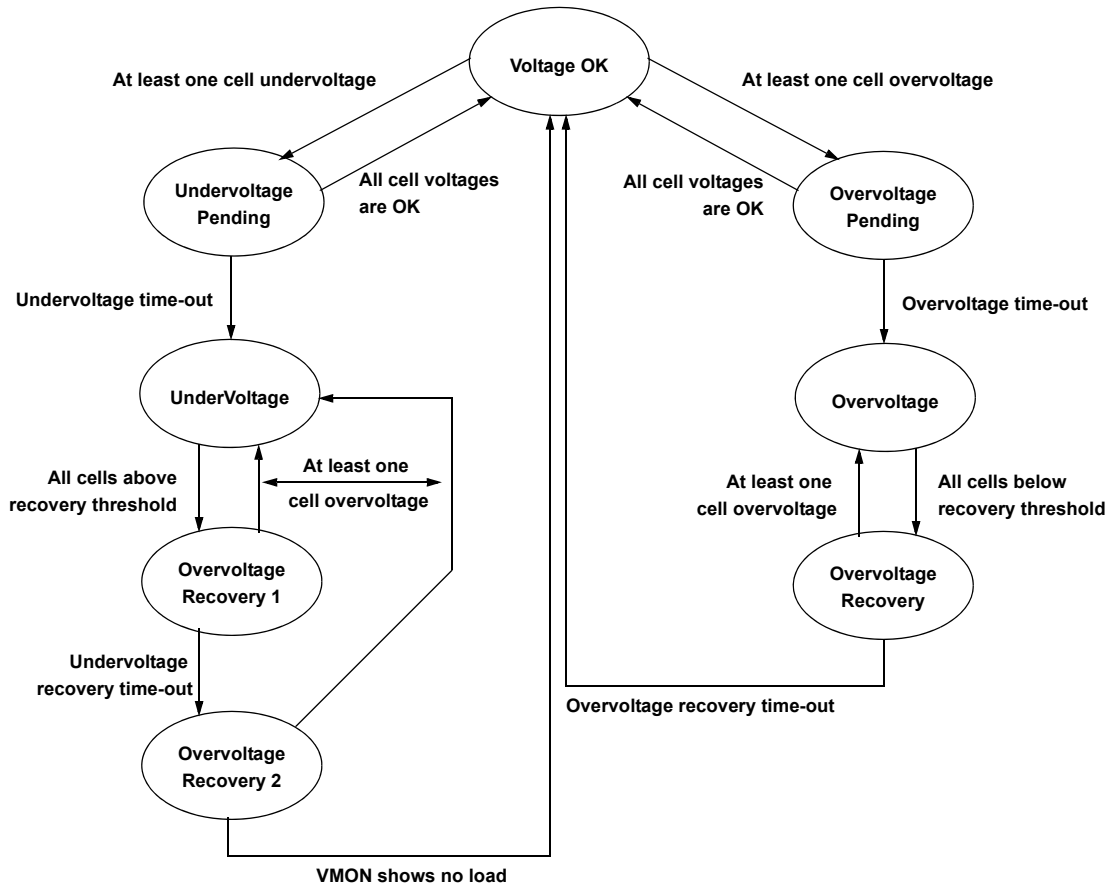 Voltage OK
At least one cell undervoltage
At least one cell overvoltage
Undervoltage
Pending
All cell voltages
are OK
All cell voltages
are OK
Overvoltage
Pending
Undervoltage time-out
Overvoltage time-out
UnderVoltage
Overvoltage
All cells above
recovery threshold
At least one
cell overvoltage
At least one
cell overvoltage
All cells below
recovery threshold
Overvoltage
Recovery 1
Overvoltage
Recovery
Undervoltage
recovery time-out
Overvoltage recovery time-out
Overvoltage
Recovery 2
VMON shows no load